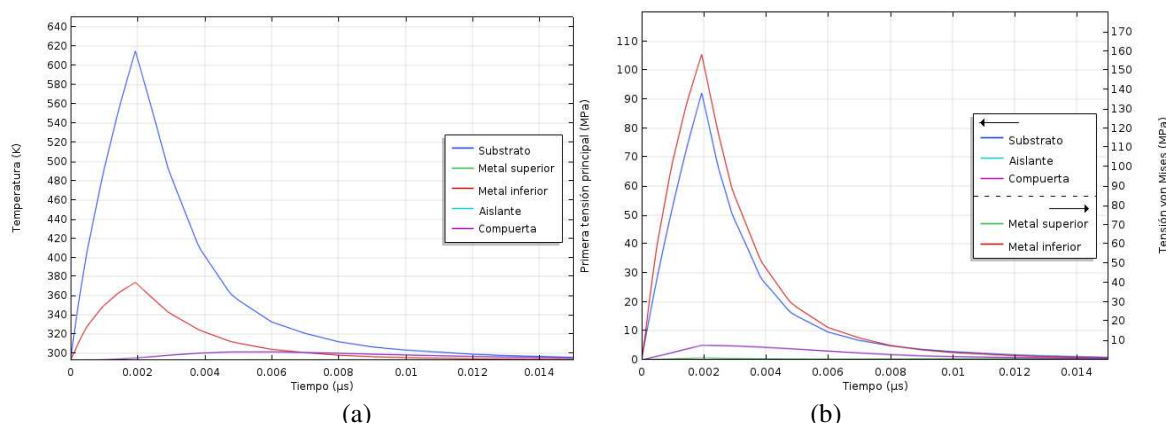 640
620
600
580
560
540
520
500
480
460
440
420
400
380
360
340
320
300
Temperatura (K)
0 0.002 0.004 0.006 0.008 0.01 0.012 0.014
Tiempo (μs)
Substrato
Metal superior
Metal inferior
Aislante
Compuerta
(a)
110
100
90
80
70
60
50
40
30
20
10
0
Primera tensión principal (MPa)
170
160
150
140
130
120
110
100
90
80
70
60
50
40
30
20
10
Tensión von Mises (MPa)
0 0.002 0.004 0.006 0.008 0.01 0.012 0.014
Tiempo (μs)
Substrato
Aislante
Compuerta
Metal superior
Metal inferior
(b)